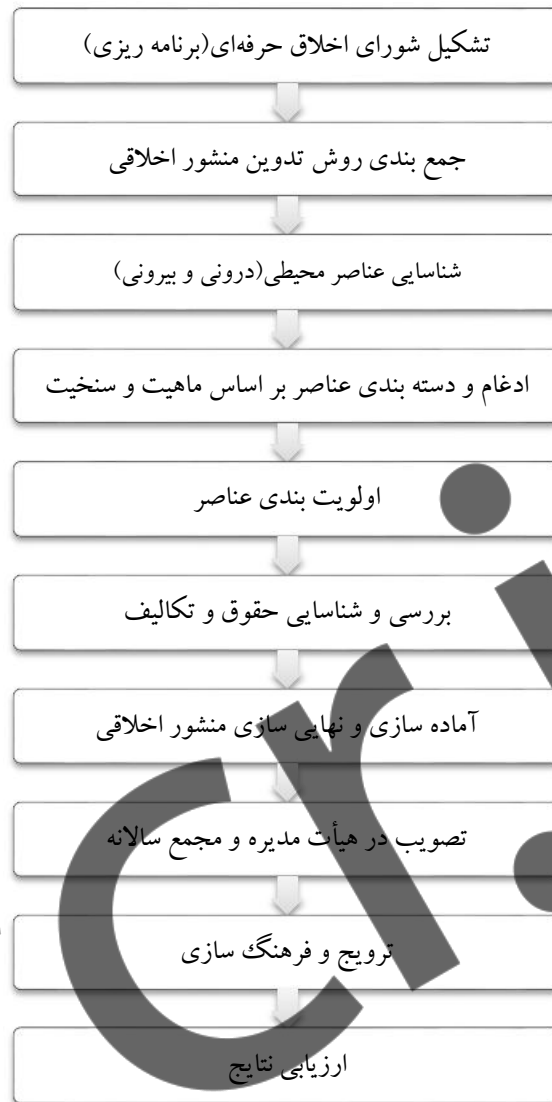 تشکیل شورای اخلاق حرفه‌ای(برنامه ریزی)
جمع بندی روش تدوین منشور اخلاقی
شناسایی عناصر محیطی(درونی و بیرونی)
ادغام و دسته بندی عناصر بر اساس ماهیت و سنخیت
اولویت بندی عناصر
بررسی و شناسایی حقوق و تکالیف
آماده سازی و نهایی سازی منشور اخلاقی
تصویب در هیأت مدیره و مجمع سالانه
ترویج و فرهنگ سازی
ارزیابی نتایج